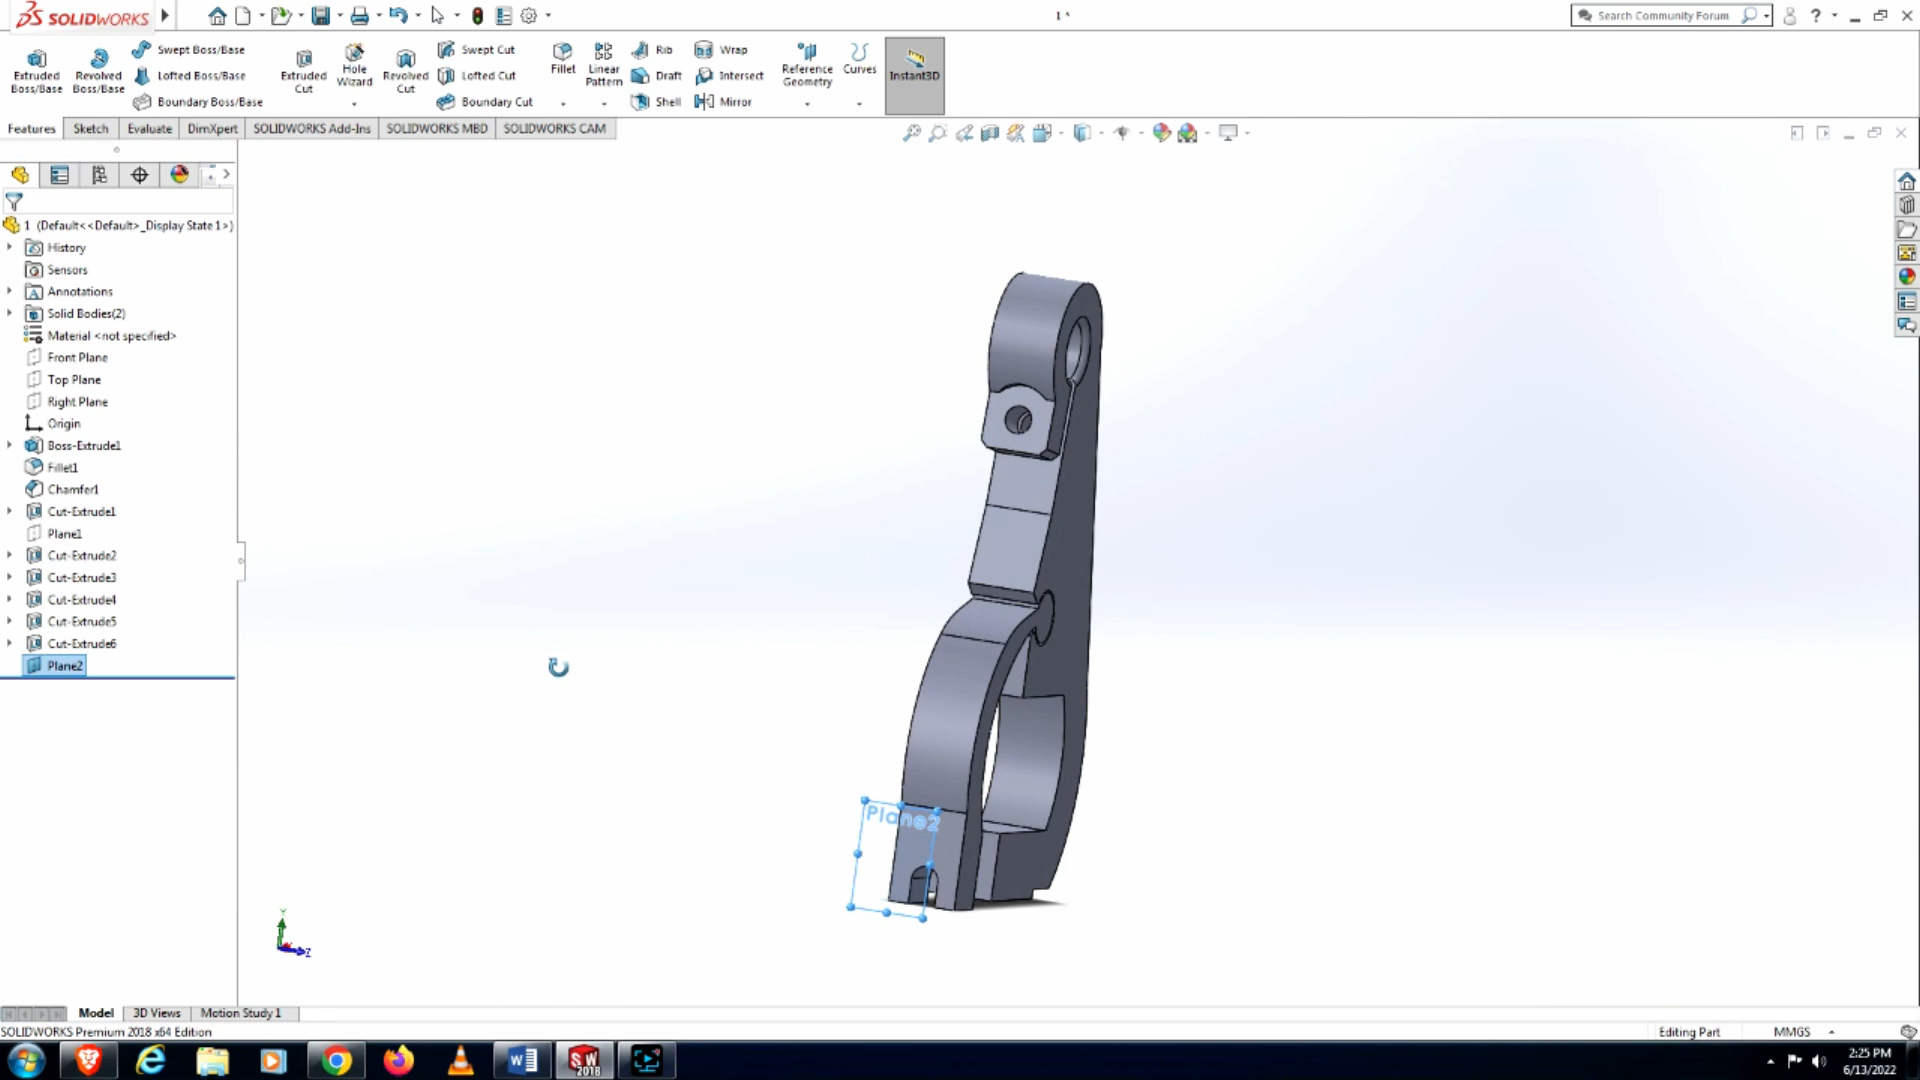 SOLIDWORKS
1 *
Search Community Forum
?
Extruded Boss/Base
Revolved Boss/Base
Swept Boss/Base
Lofted Boss/Base
Boundary Boss/Base
Extruded Cut
Hole Wizard
Revolved Cut
Swept Cut
Lofted Cut
Boundary Cut
Fillet
Linear Pattern
Rib
Draft
Shell
Wrap
Intersect
Mirror
Reference Geometry
Curves
Instant3D
Features
Sketch
Evaluate
DimXpert
SOLIDWORKS Add-Ins
SOLIDWORKS MBD
SOLIDWORKS CAM
1 (Default<<Default>_Display State 1>)
History
Sensors
Annotations
Solid Bodies(2)
Material <not specified>
Front Plane
Top Plane
Right Plane
Origin
Boss-Extrude1
Fillet1
Chamfer1
Cut-Extrude1
Plane1
Cut-Extrude2
Cut-Extrude3
Cut-Extrude4
Cut-Extrude5
Cut-Extrude6
Plane2
Plane2
Y
Z
Model
3D Views
Motion Study 1
SOLIDWORKS Premium 2018 x64 Edition
Editing Part
MMGS
SW
2018
2:25 PM
6/13/2022